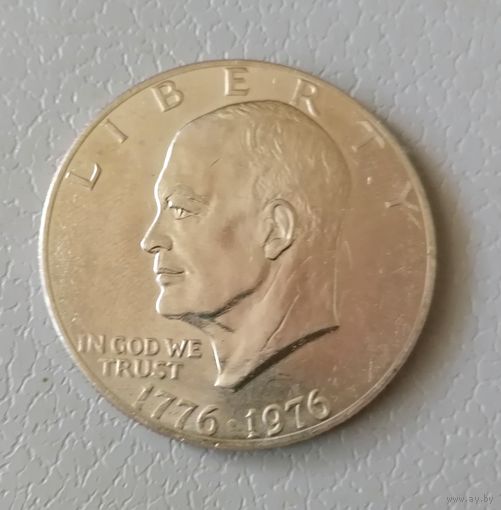 LIBERTY
IN GOD WE
TRUST
1776 · 1976
www.ay.by